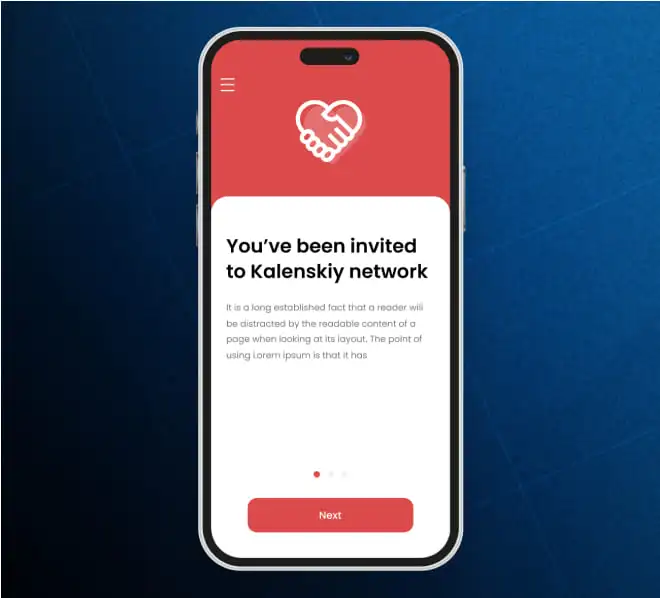 You’ve been invited
to Kalenskiy network
It is a long established fact that a reader will
be distracted by the readable content of a
page when looking at its layout. The point of
using Lorem Ipsum is that it has
Next